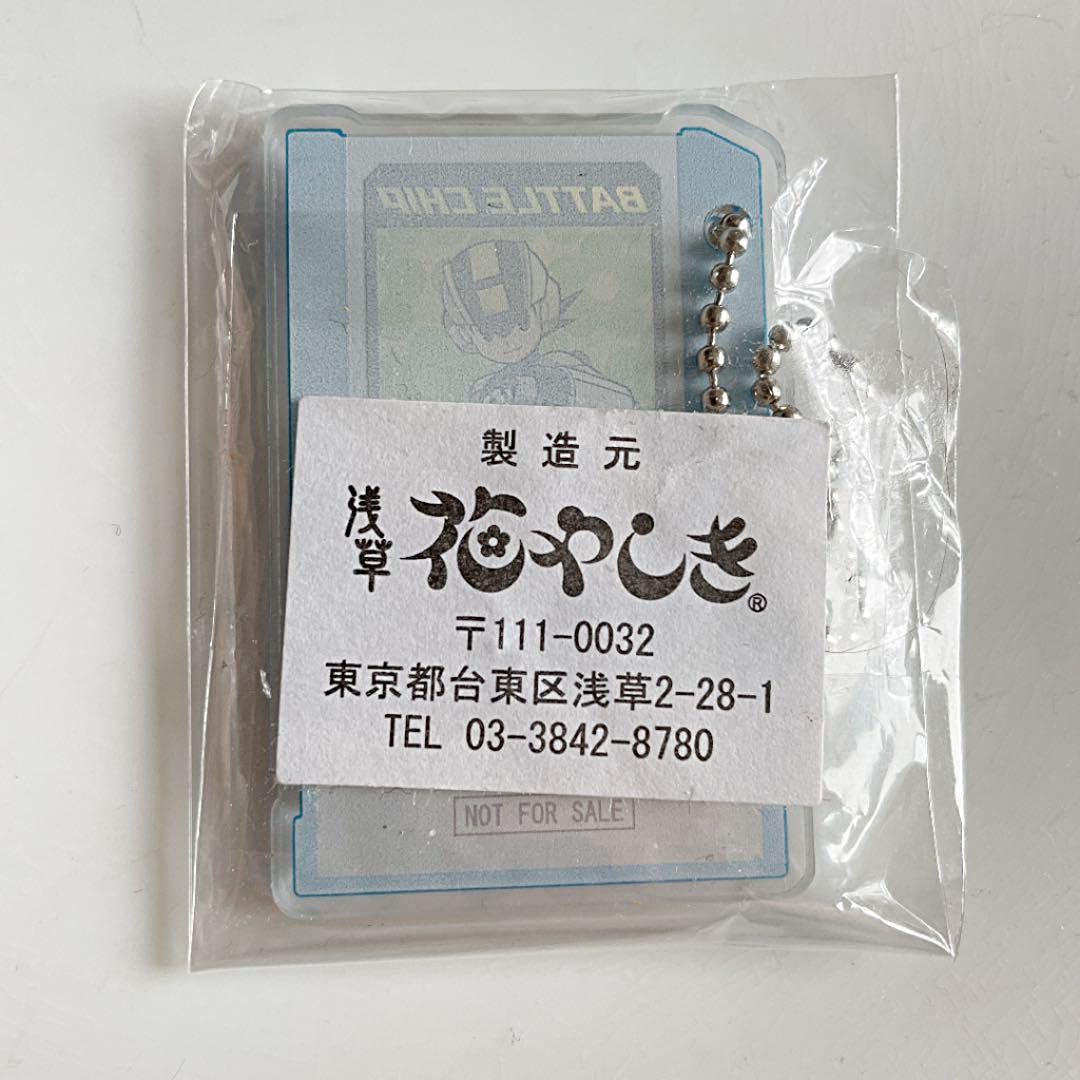 BATTLE CHIP
製造元
浅草
花やしき®
〒111-0032
東京都台東区浅草2-28-1
TEL 03-3842-8780
NOT FOR SALE